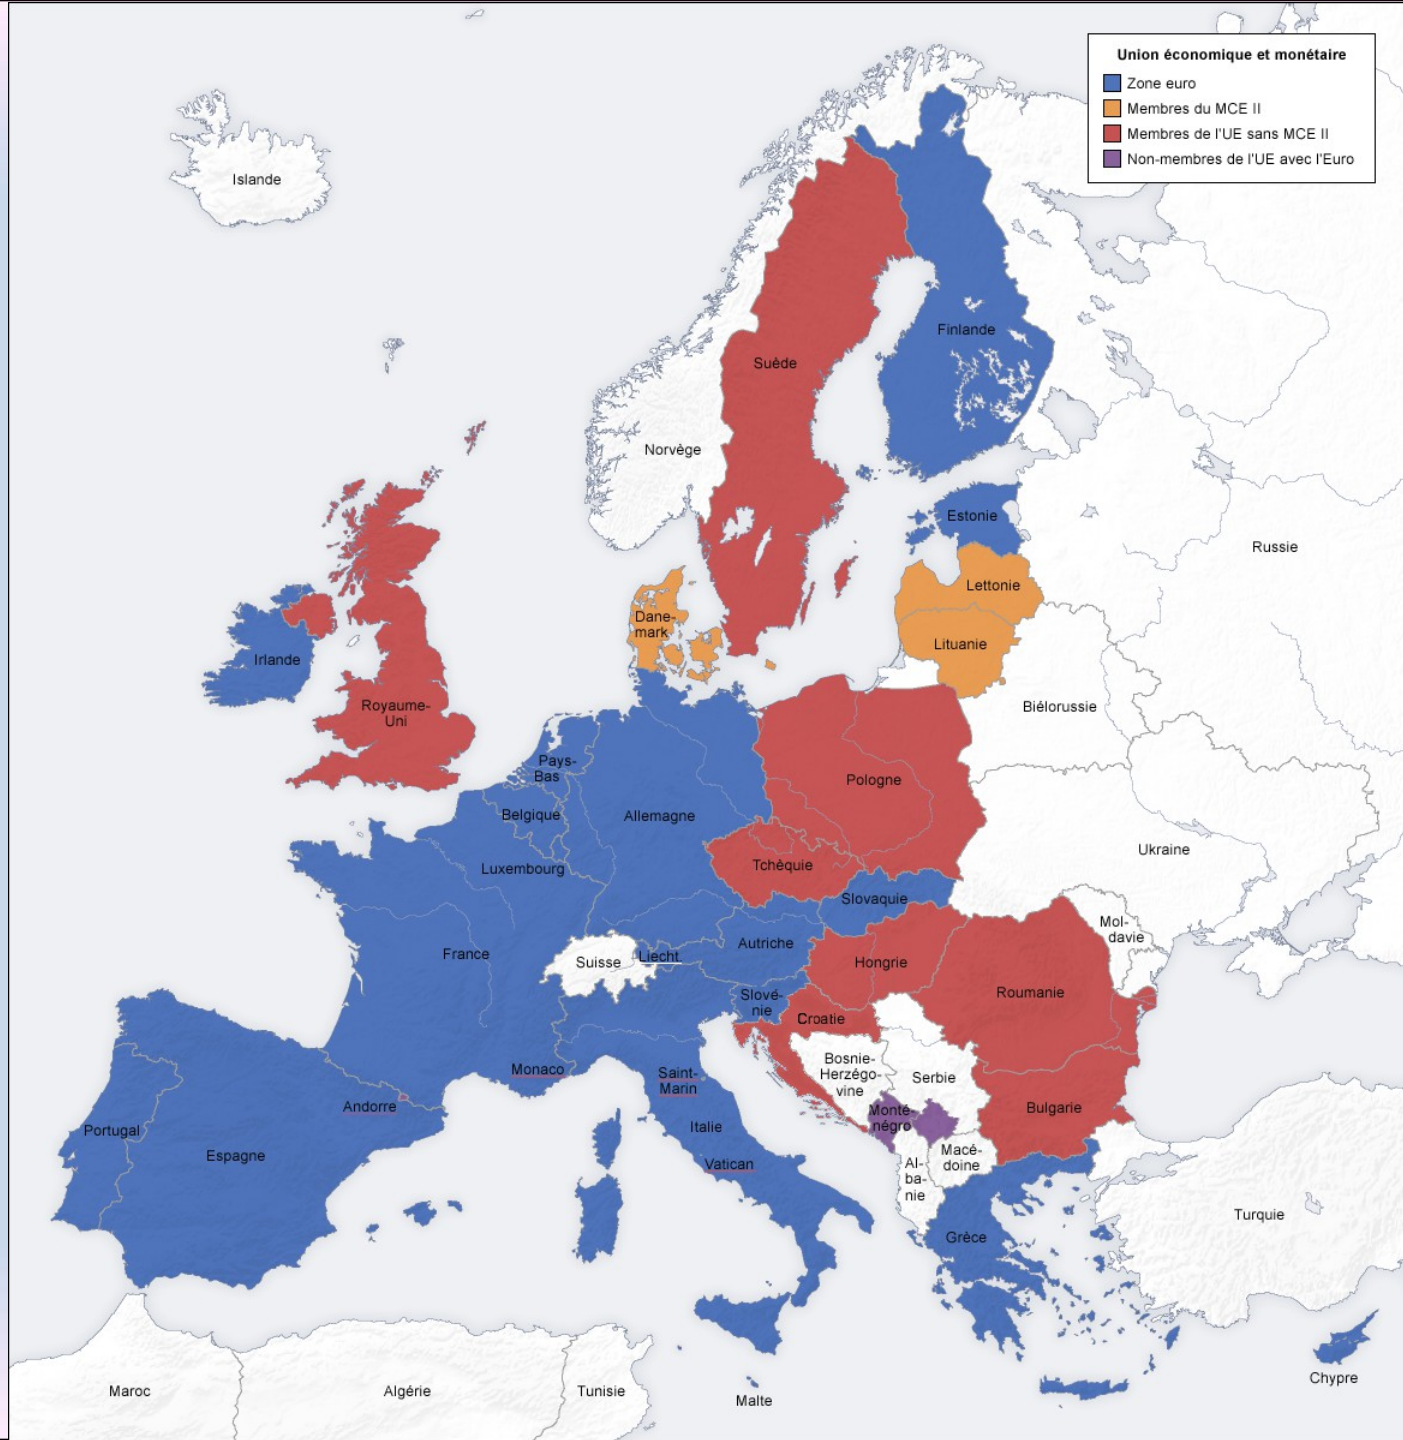 Union économique et monétaire
Zone euro
Membres du MCE II
Membres de l'UE sans MCE II
Non-membres de l'UE avec l'Euro
Islande
Finlande
Suède
Norvège
Estonie
Russie
Lettonie
Dane-
mark
Lituanie
Irlande
Royaume-
Uni
Biélorussie
Pays-
Bas
Pologne
Belgique
Allemagne
Ukraine
Tchèquie
Luxembourg
Slovaquie
Mol-
davie
Autriche
France
Suisse
Liecht.
Hongrie
Roumanie
Slové-
nie
Croatie
Bosnie-
Herzégo-
vine
Serbie
Monaco
Saint-
Marin
Andorre
Monté-
négro
Bulgarie
Portugal
Italie
Espagne
Vatican
Macé-
doine
Al-
ba-
nie
Turquie
Grêce
Chypre
Maroc
Algérie
Tunisie
Malte